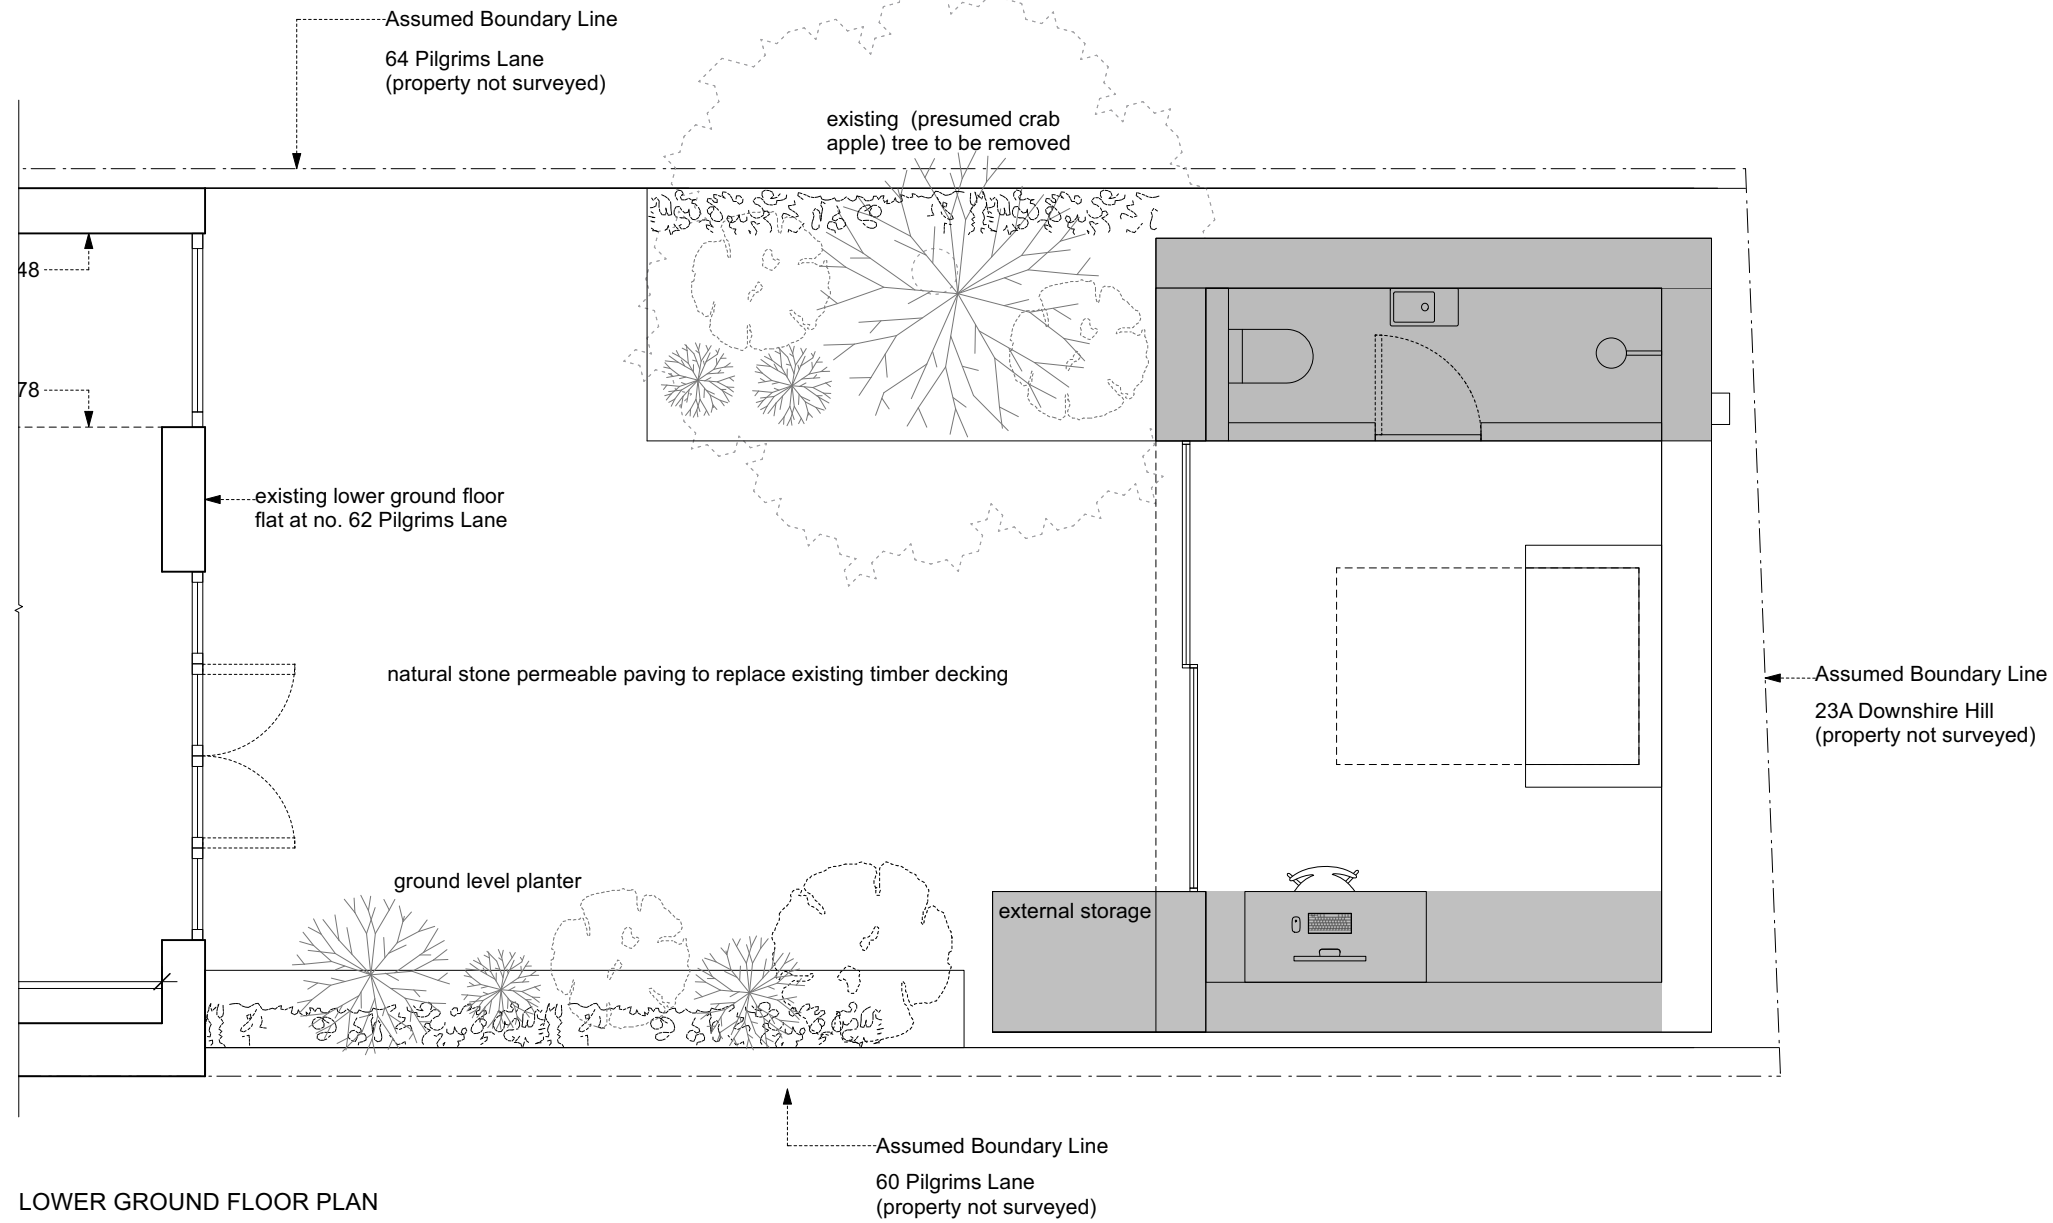 Assumed Boundary Line
64 Pilgrims Lane
(property not surveyed)
existing (presumed crab
apple) tree to be removed
48
78
existing lower ground floor
flat at no. 62 Pilgrims Lane
natural stone permeable paving to replace existing timber decking
Assumed Boundary Line
23A Downshire Hill
(property not surveyed)
ground level planter
external storage
Assumed Boundary Line
60 Pilgrims Lane
(property not surveyed)
LOWER GROUND FLOOR PLAN